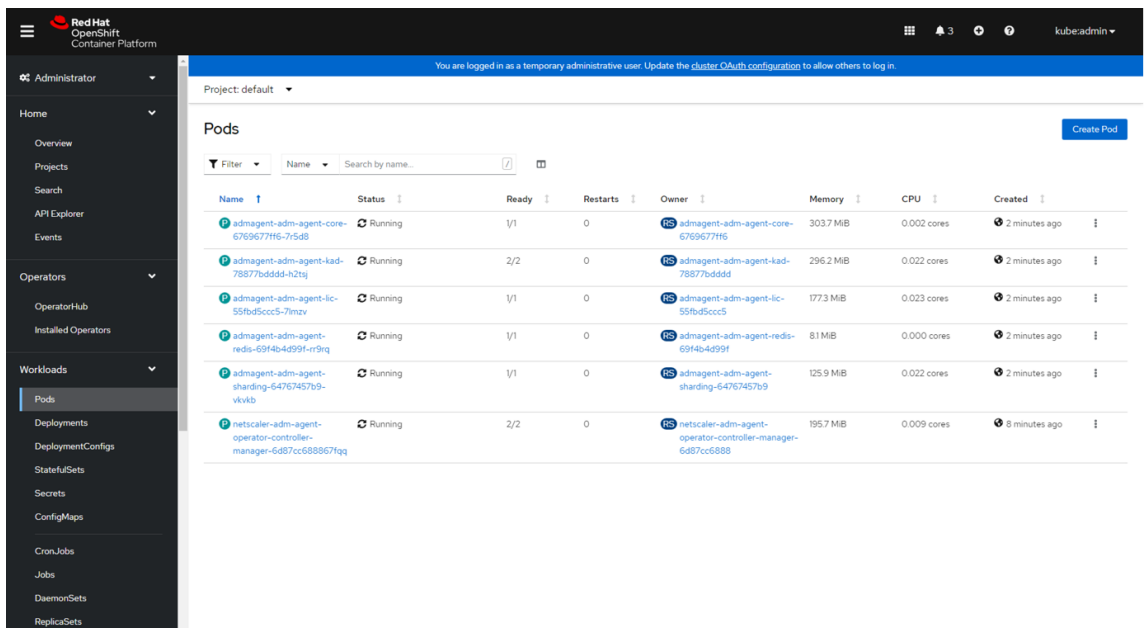 Red Hat
OpenShift
Container Platform
3
kube:admin
Administrator
You are logged in as a temporary administrative user. Update the cluster OAuth configuration to allow others to log in.
Project: default
Home
Overview
Projects
Search
API Explorer
Events
Operators
OperatorHub
Installed Operators
Workloads
Pods
Deployments
DeploymentConfigs
StatefulSets
Secrets
ConfigMaps
CronJobs
Jobs
DaemonSets
ReplicaSets
Pods
Create Pod
Filter Name Search by name... /
Name Status Ready Restarts Owner Memory CPU Created
P admagent-adm-agent-core- Running 1/1 0 RS admagent-adm-agent-core- 303.7 MiB 0.002 cores 2 minutes ago
6769677ff6-7r5d8 6769677ff6
P admagent-adm-agent-kad- Running 2/2 0 RS admagent-adm-agent-kad- 296.2 MiB 0.022 cores 2 minutes ago
78877bdddd-h2tsj 78877bdddd
P admagent-adm-agent-lic- Running 1/1 0 RS admagent-adm-agent-lic- 177.3 MiB 0.023 cores 2 minutes ago
55fbd5ccc5-7lmzv 55fbd5ccc5
P admagent-adm-agent- Running 1/1 0 RS admagent-adm-agent-redis- 8.1 MiB 0.000 cores 2 minutes ago
redis-69f4b4d99f-rr9rq 69f4b4d99f
P admagent-adm-agent- Running 1/1 0 RS admagent-adm-agent- 125.9 MiB 0.022 cores 2 minutes ago
sharding-64767457b9- sharding-64767457b9
vkvkb
P netscaler-adm-agent- Running 2/2 0 RS netscaler-adm-agent- 195.7 MiB 0.009 cores 8 minutes ago
operator-controller- operator-controller-manager-
manager-6d87cc688867fqq 6d87cc6888